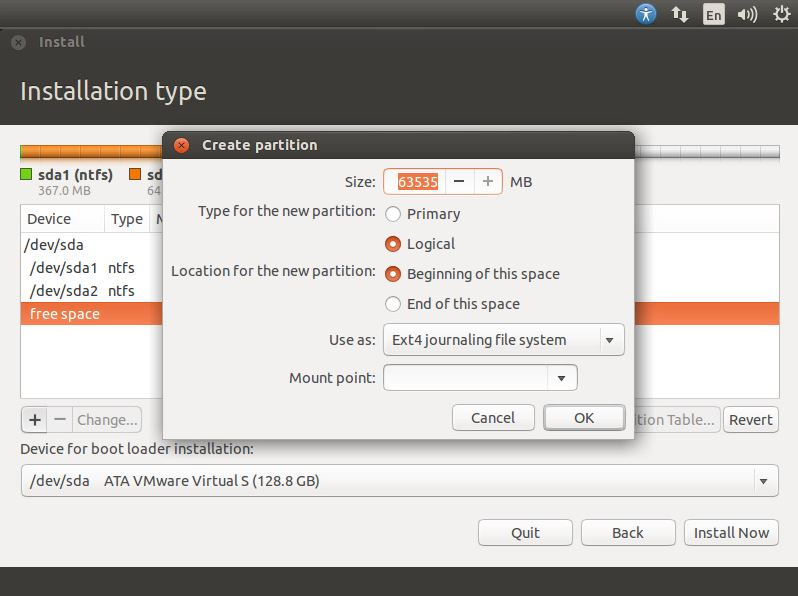 En
Install
Installation type
Create partition
sda1 (ntfs)
sd
367.0 MB
64
Size: 63535 − + MB
Type for the new partition: Primary
Logical
Location for the new partition: Beginning of this space
End of this space
Use as: Ext4 journaling file system
Mount point:
Cancel OK
Device Type M
/dev/sda
/dev/sda1 ntfs
/dev/sda2 ntfs
free space
+ − Change... tion Table... Revert
Device for boot loader installation:
/dev/sda ATA VMware Virtual S (128.8 GB)
Quit Back Install Now